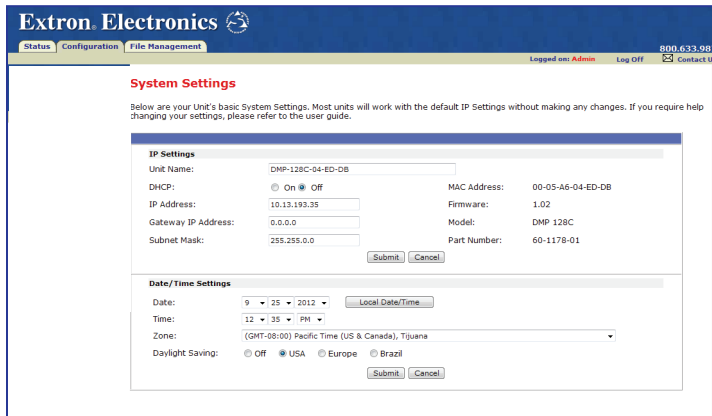 Extron® Electronics
Status Configuration File Management
800.633.98
Logged on: Admin Log Off Contact U
System Settings
Below are your Unit's basic System Settings. Most units will work with the default IP Settings without making any changes. If you require help
changing your settings, please refer to the user guide.
IP Settings
Unit Name: DMP-128C-04-ED-DB
DHCP: On Off MAC Address: 00-05-A6-04-ED-DB
IP Address: 10.13.193.35 Firmware: 1.02
Gateway IP Address: 0.0.0.0 Model: DMP 128C
Subnet Mask: 255.255.0.0 Part Number: 60-1178-01
Submit Cancel
Date/Time Settings
Date: 9 25 2012 Local Date/Time
Time: 12 35 PM
Zone: (GMT-08:00) Pacific Time (US & Canada), Tijuana
Daylight Saving: Off USA Europe Brazil
Submit Cancel